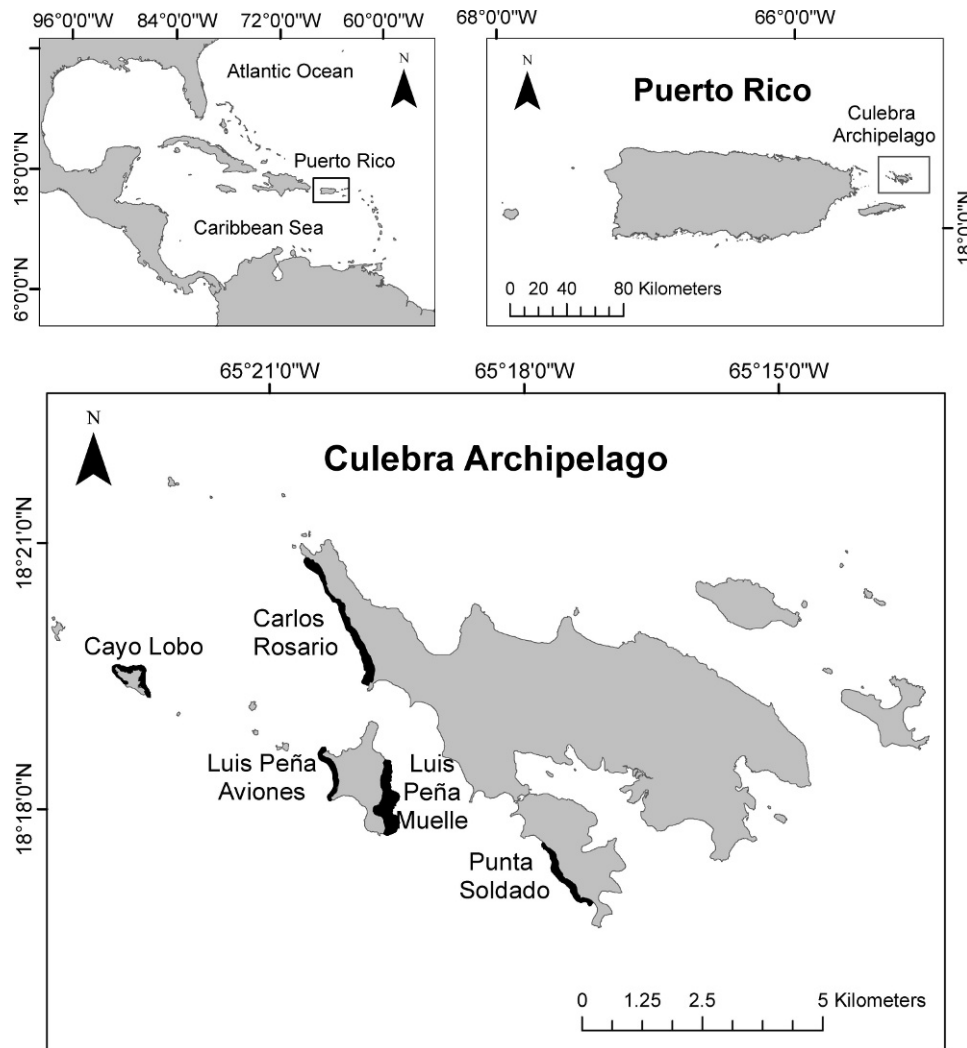 96°0'0"W 84°0'0"W 72°0'0"W 60°0'0"W
N
Atlantic Ocean
Puerto Rico
Caribbean Sea
18°0'0"N
6°0'0"N
68°0'0"W 66°0'0"W
N
Puerto Rico
Culebra
Archipelago
18°0'0"N
0 20 40 80 Kilometers
65°21'0"W 65°18'0"W 65°15'0"W
N
Culebra Archipelago
18°21'0"N
Carlos
Rosario
Cayo Lobo
Luis Peña
Aviones
Luis
Peña
Muelle
18°18'0"N
Punta
Soldado
0 1.25 2.5 5 Kilometers